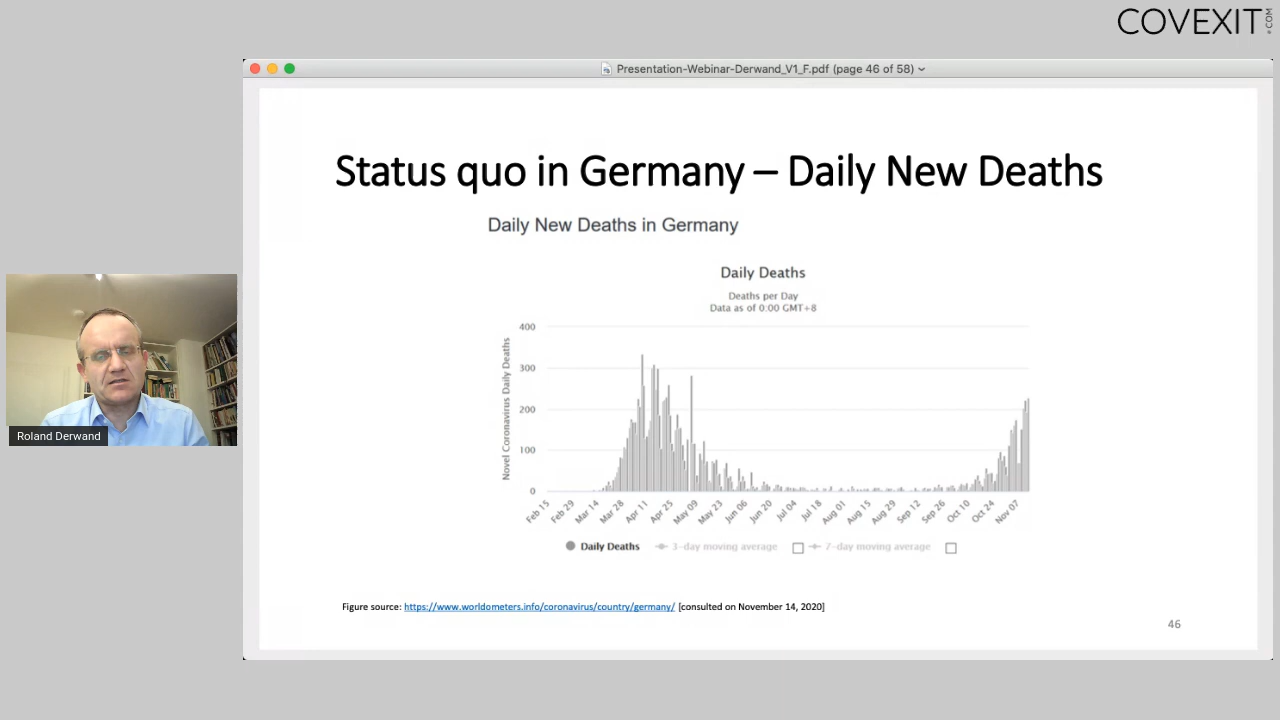 COVEXIT.COM
Presentation-Webinar-Derwand_V1_F.pdf (page 46 of 58)
Status quo in Germany – Daily New Deaths
Daily New Deaths in Germany
Daily Deaths
Deaths per Day
Data as of 0:00 GMT+8
Novel Coronavirus Daily Deaths
400
300
200
100
0
Feb 15
Feb 29
Mar 14
Mar 28
Apr 11
Apr 25
May 09
May 23
Jun 06
Jun 20
Jul 04
Jul 18
Aug 01
Aug 15
Aug 29
Sep 12
Sep 26
Oct 10
Oct 24
Nov 07
Daily Deaths
3-day moving average
7-day moving average
Roland Derwand
Figure source: https://www.worldometers.info/coronavirus/country/germany/ [consulted on November 14, 2020]
46